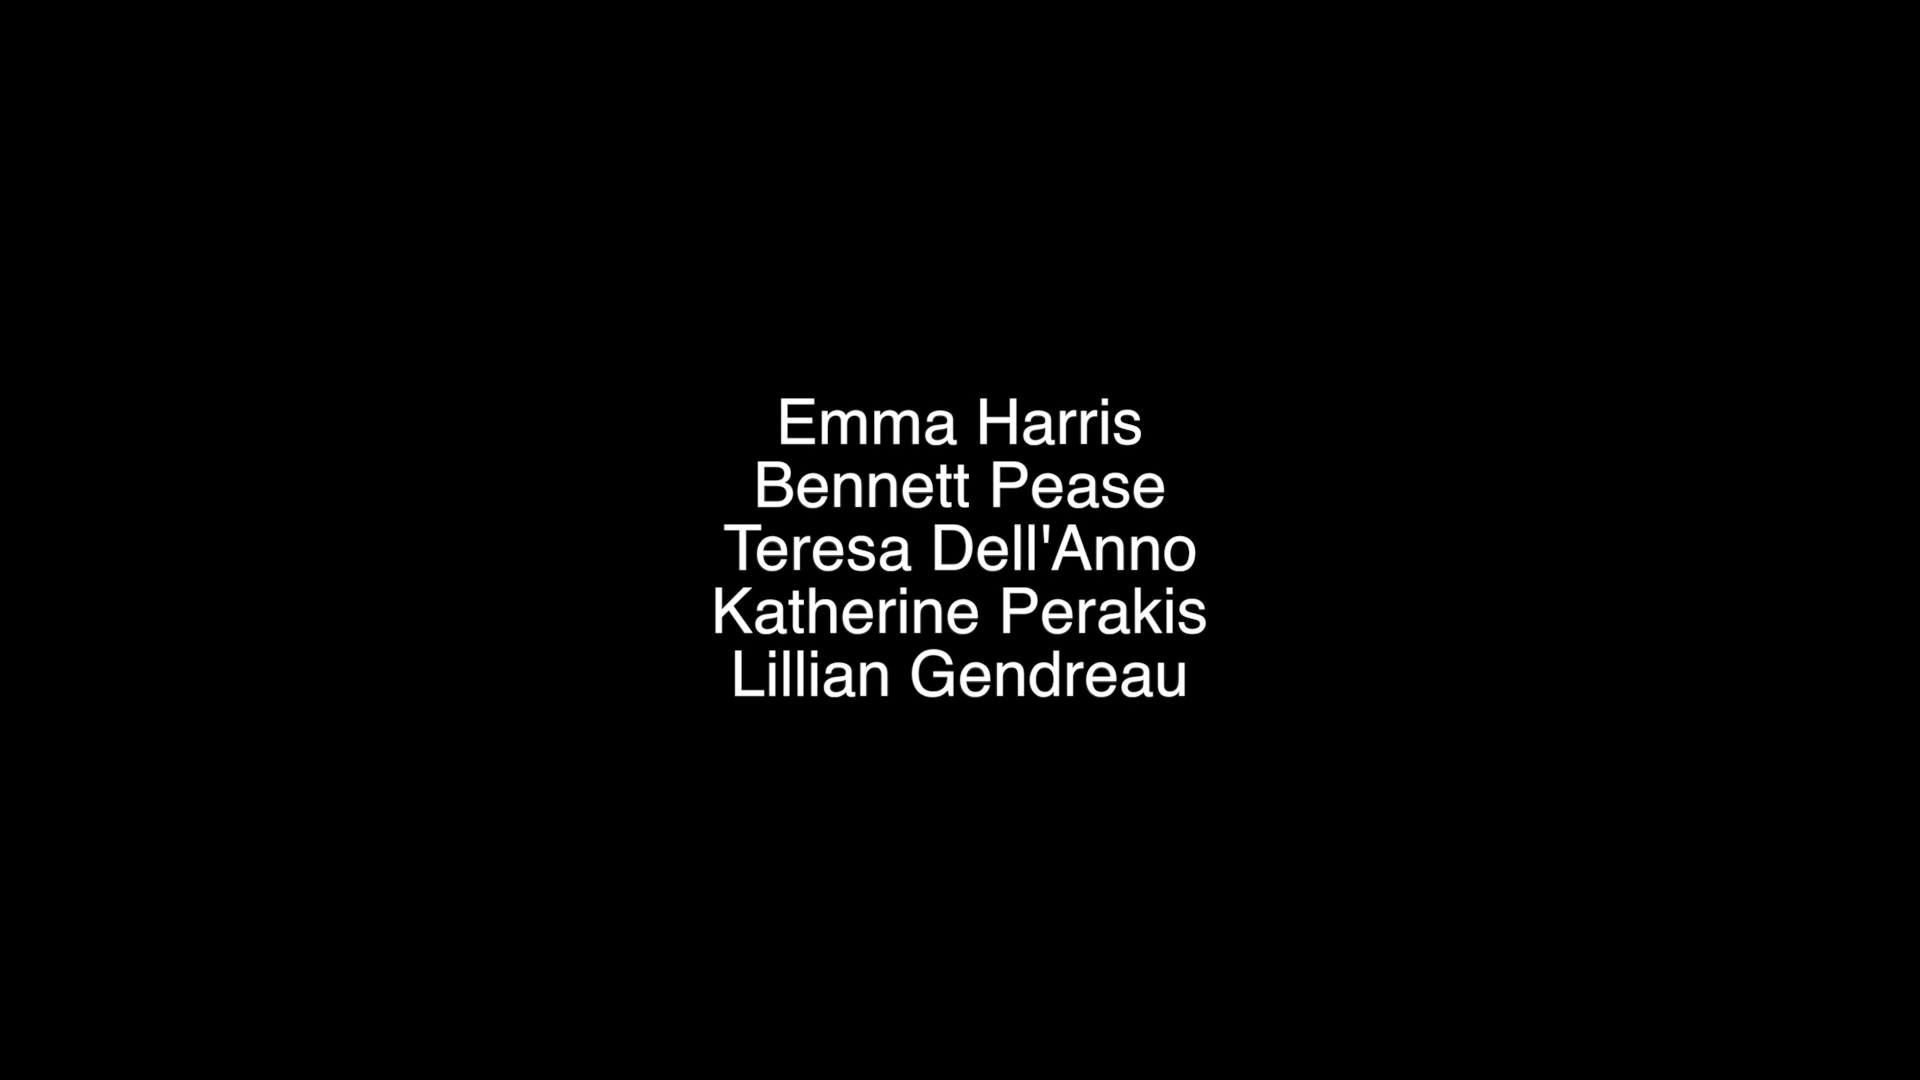 Emma Harris
Bennett Pease
Teresa Dell'Anno
Katherine Perakis
Lillian Gendreau